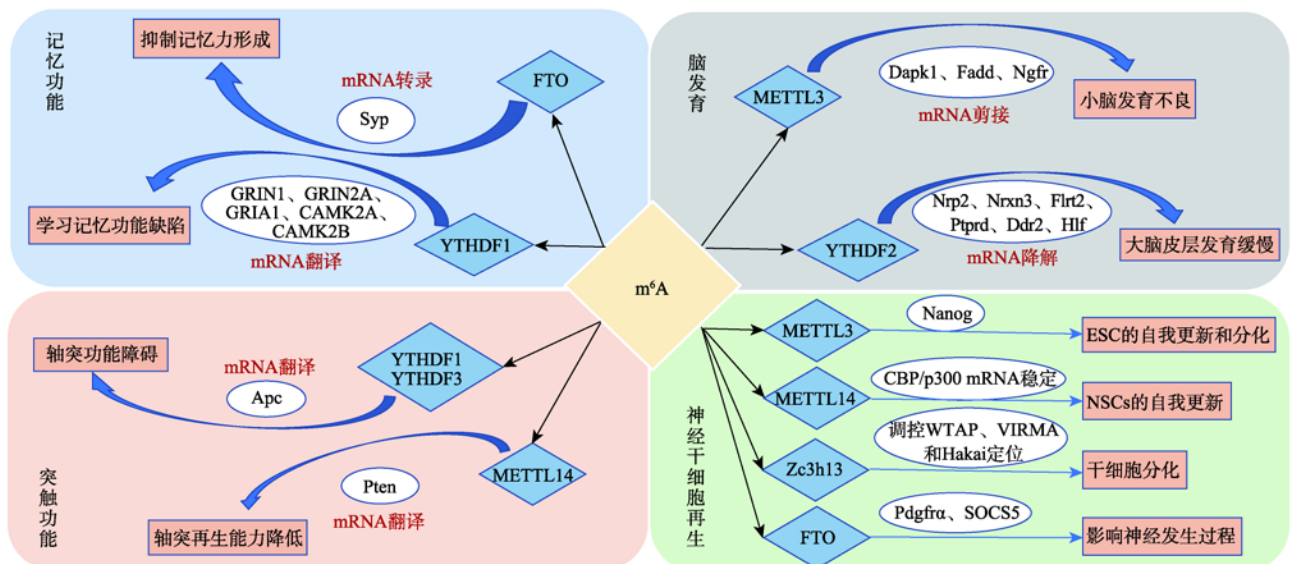 记忆功能
抑制记忆力形成
mRNA转录
Syp
FTO
学习记忆功能缺陷
GRIN1、GRIN2A、
GRIA1、CAMK2A、
CAMK2B
mRNA翻译
YTHDF1
脑发育
METTL3
Dapk1、Fadd、Ngfr
mRNA剪接
小脑发育不良
YTHDF2
Nrp2、Nrxn3、Flrt2、
Ptprd、Ddr2、Hlf
mRNA降解
大脑皮层发育缓慢
m⁶A
突触功能
轴突功能障碍
mRNA翻译
Apc
YTHDF1
YTHDF3
METTL14
Pten
mRNA翻译
轴突再生能力降低
神经干细胞再生
METTL3
Nanog
ESC的自我更新和分化
METTL14
CBP/p300 mRNA稳定
NSCs的自我更新
Zc3h13
调控WTAP、VIRMA
和Hakai定位
干细胞分化
FTO
Pdgfrα、SOCS5
影响神经发生过程